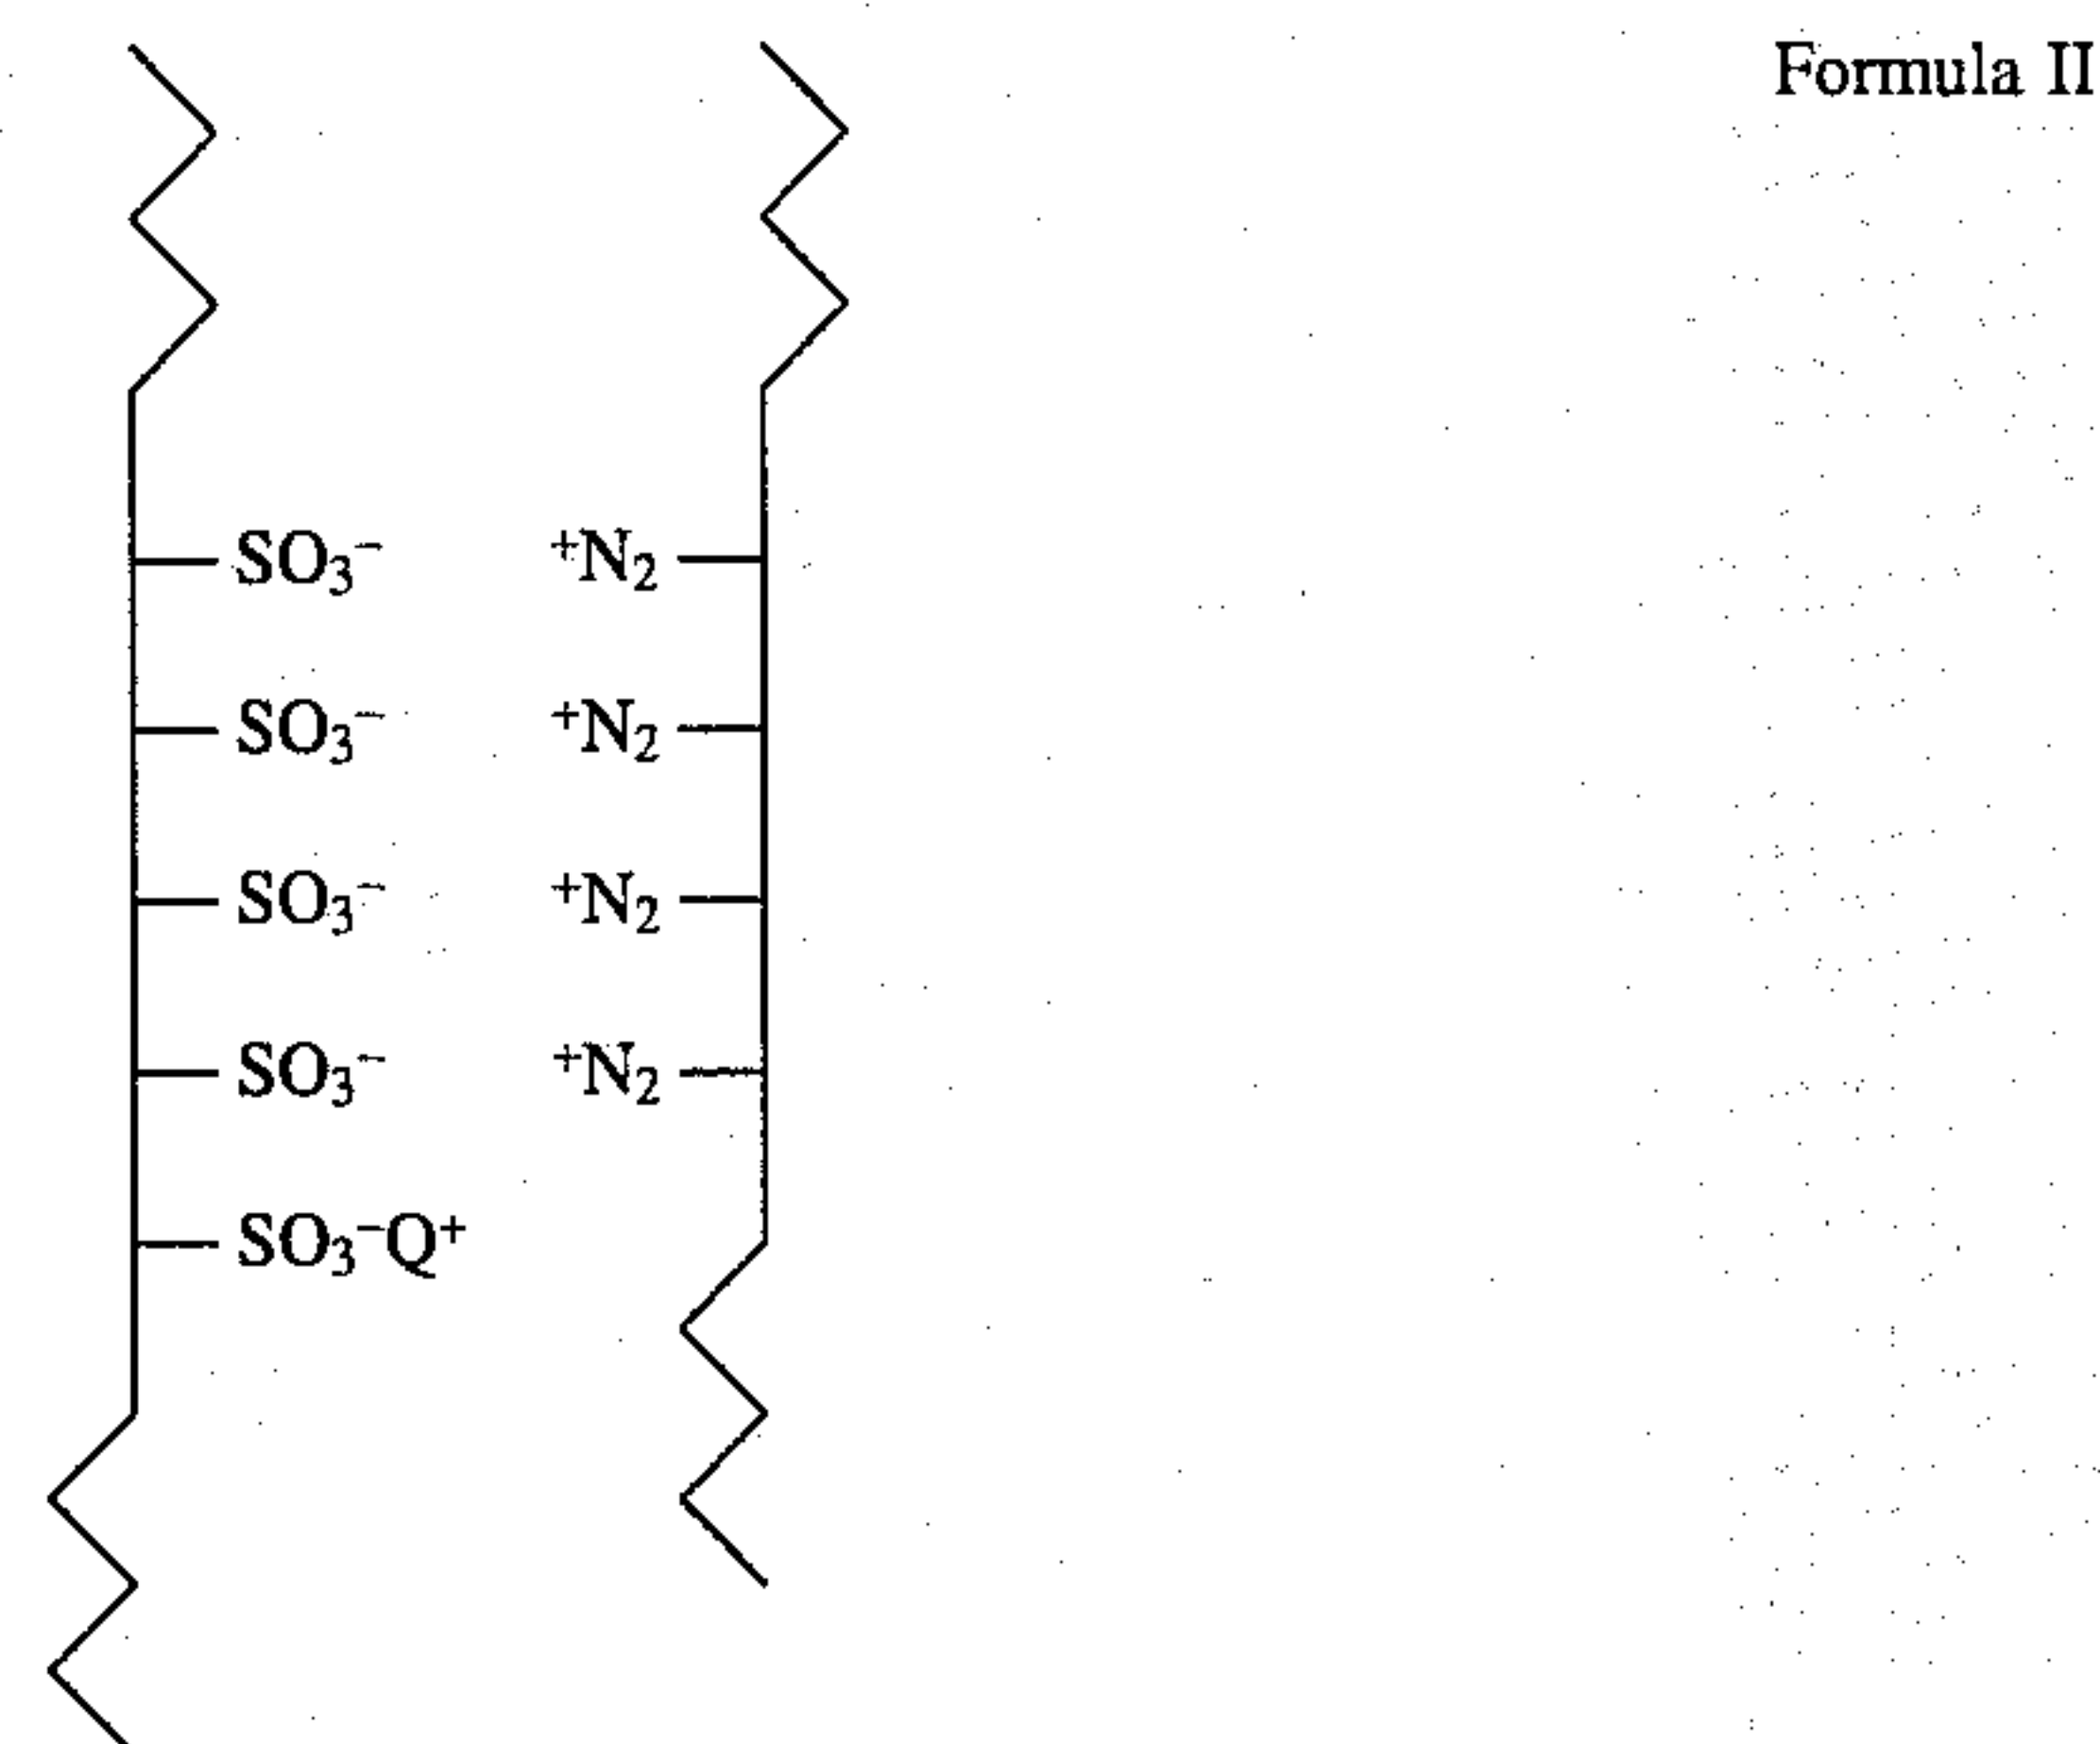 Formula II
SO₃⁻ ⁺N₂
SO₃⁻ ⁺N₂
SO₃⁻ ⁺N₂
SO₃⁻ ⁺N₂
SO₃⁻Q⁺